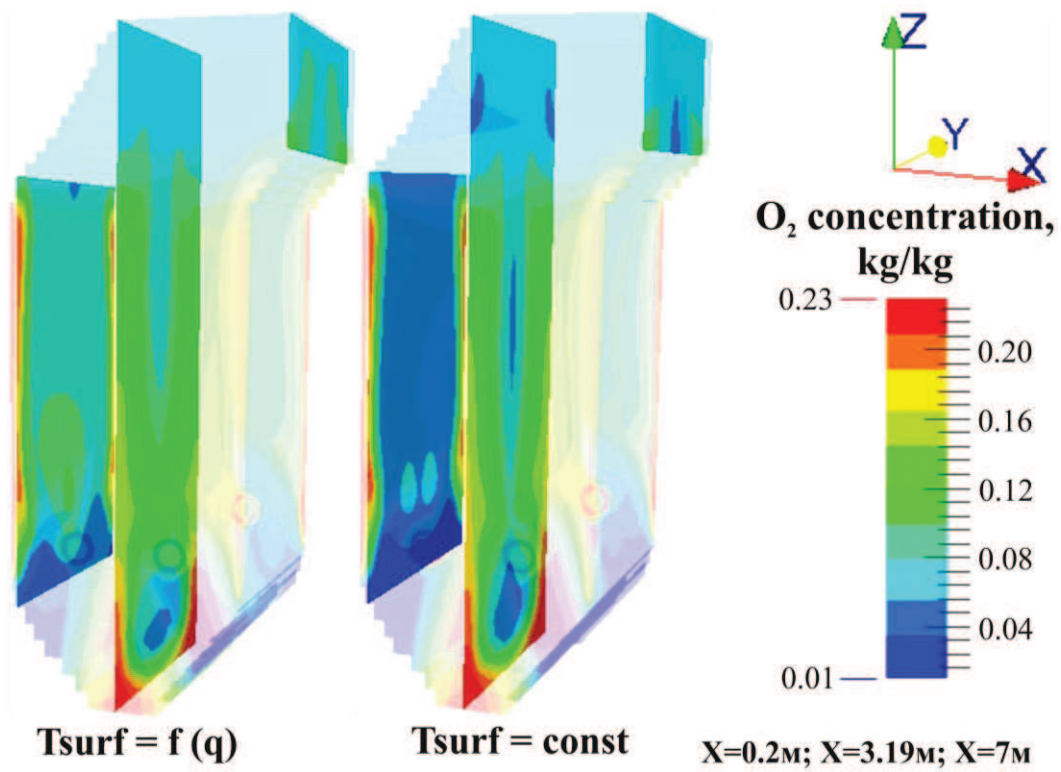 Z
Y
X
O₂ concentration,
kg/kg
0.23
0.20
0.16
0.12
0.08
0.04
0.01
Tsurf = f (q)
Tsurf = const
X=0.2м; X=3.19м; X=7м